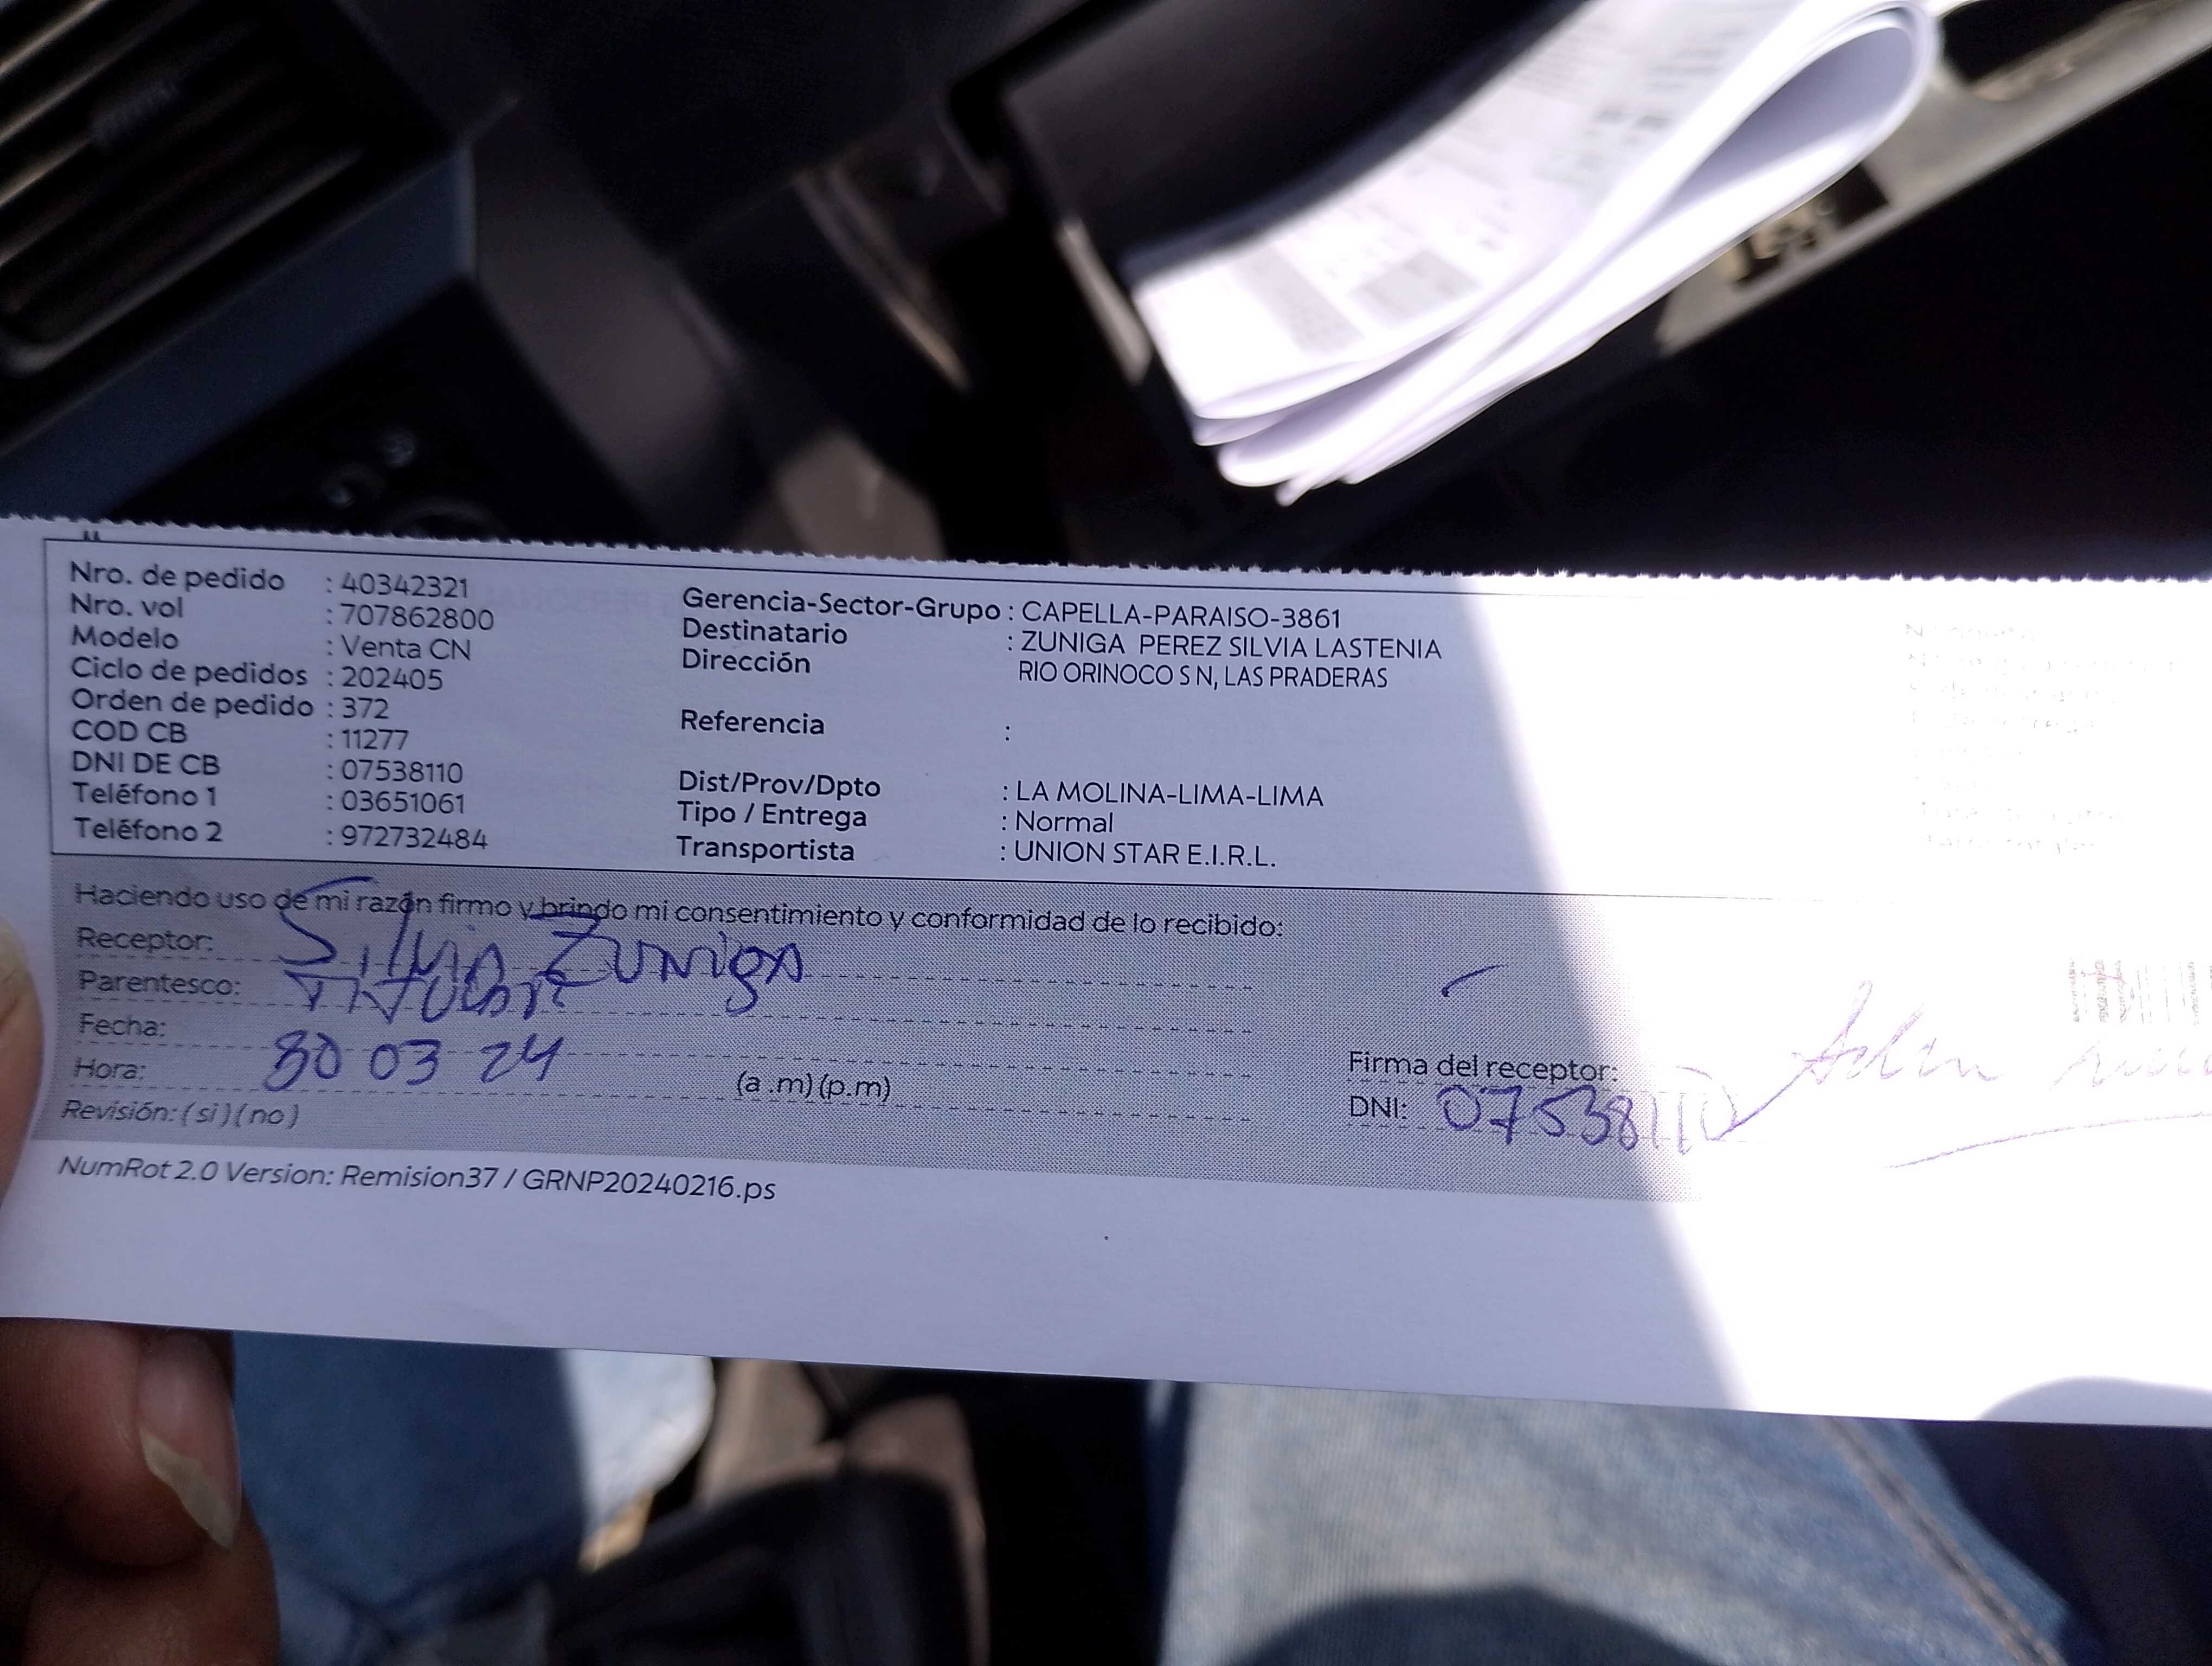 Nro. de pedido : 40342321
Nro. vol : 707862800
Modelo : Venta CN
Ciclo de pedidos : 202405
Orden de pedido : 372
COD CB : 11277
DNI DE CB : 07538110
Teléfono 1 : 03651061
Teléfono 2 : 972732484
Gerencia-Sector-Grupo : CAPELLA-PARAISO-3861
Destinatario : ZUNIGA PEREZ SILVIA LASTENIA
Dirección RIO ORINOCO S N, LAS PRADERAS
Referencia :
Dist/Prov/Dpto : LA MOLINA-LIMA-LIMA
Tipo / Entrega : Normal
Transportista : UNION STAR E.I.R.L.
Haciendo uso de mi razón firmo y brindo mi consentimiento y conformidad de lo recibido:
Receptor: Silvia Zuniga
Parentesco: Titular
Fecha: 30 03 24
Hora: (a .m) (p.m)
Revisión: ( si ) ( no )
Firma del receptor:
DNI: 07538110
NumRot 2.0 Version: Remision37 / GRNP20240216.ps